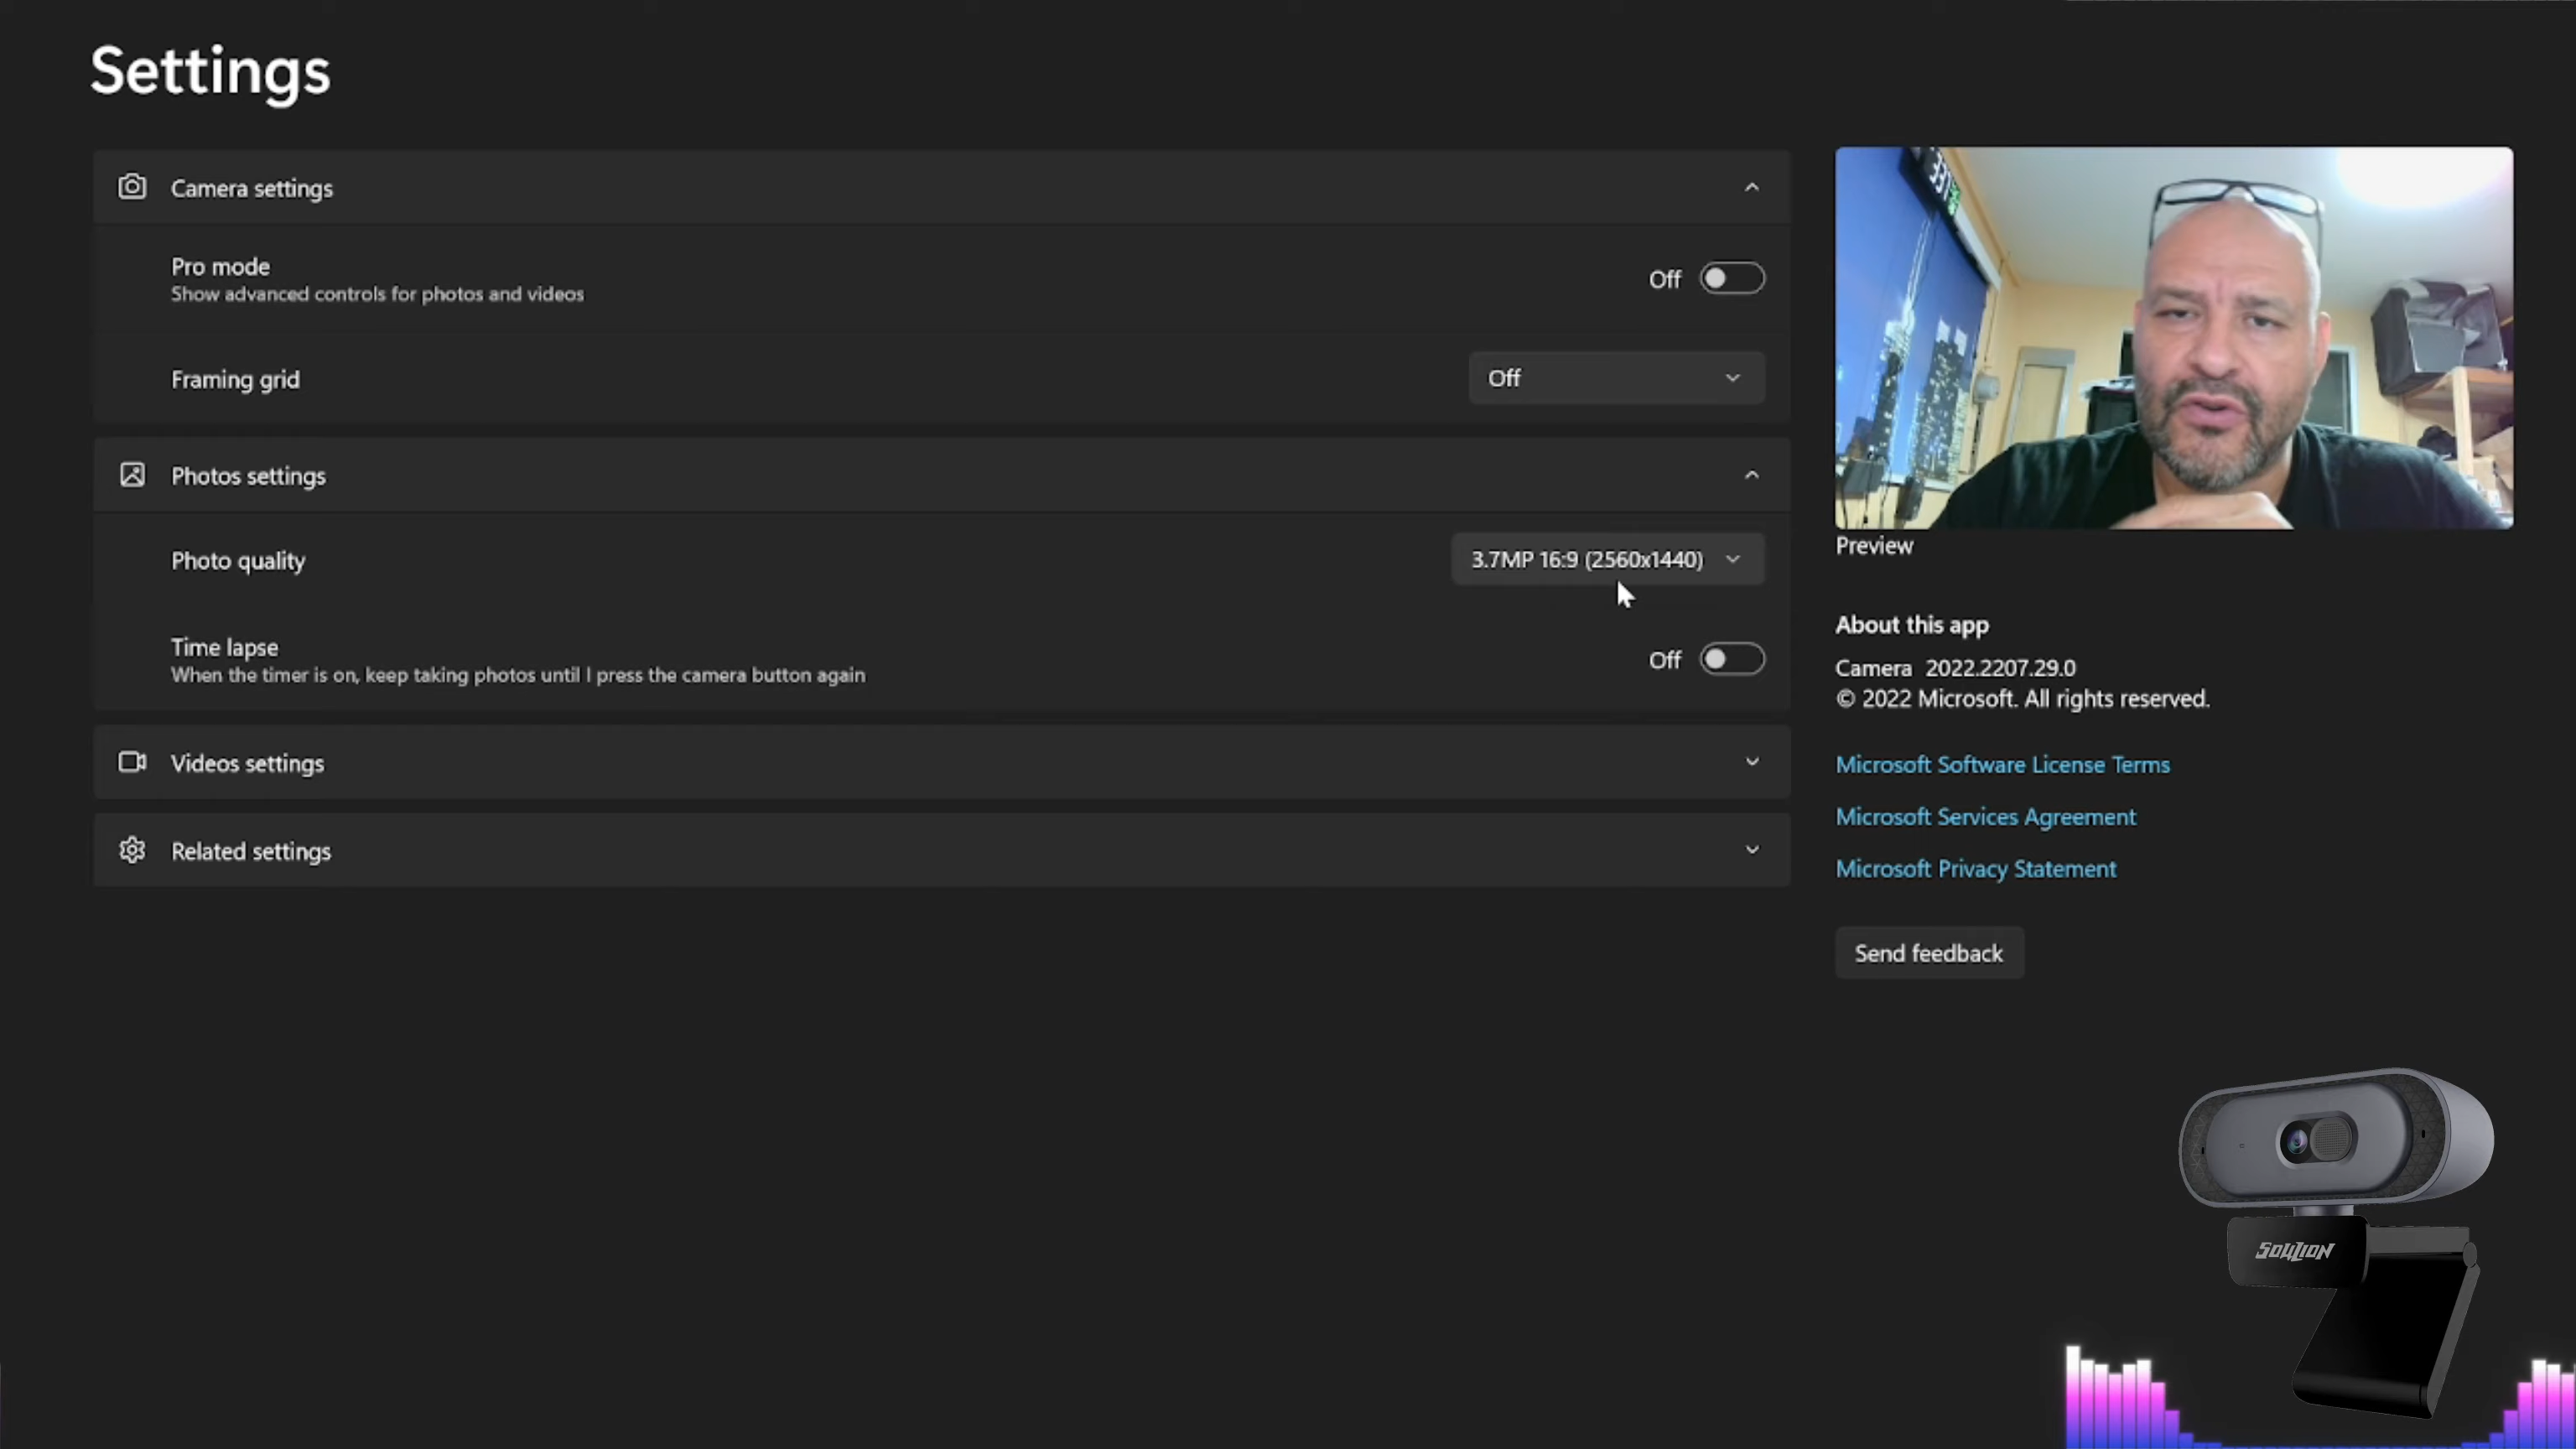 Settings
Camera settings
Pro mode
Show advanced controls for photos and videos
Off
Framing grid
Off
Photos settings
Photo quality
3.7MP 16:9 (2560x1440)
Time lapse
When the timer is on, keep taking photos until I press the camera button again
Off
Videos settings
Related settings
Preview
About this app
Camera 2022.2207.29.0
© 2022 Microsoft. All rights reserved.
Microsoft Software License Terms
Microsoft Services Agreement
Microsoft Privacy Statement
Send feedback
SOULION